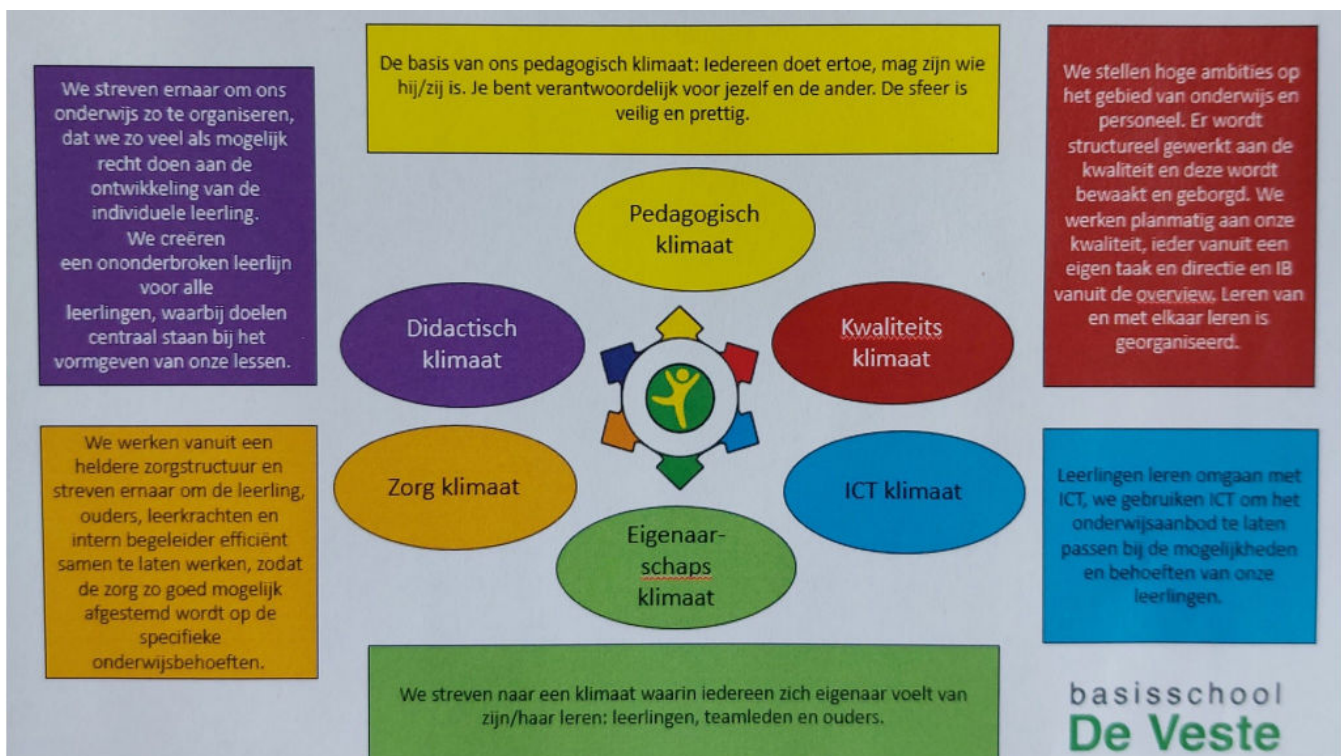 De basis van ons pedagogisch klimaat: Iedereen doet ertoe, mag zijn wie
hij/zij is. Je bent verantwoordelijk voor jezelf en de ander. De sfeer is
veilig en prettig.
We streven ernaar om ons
onderwijs zo te organiseren,
dat we zo veel als mogelijk
recht doen aan de
ontwikkeling van de
individuele leerling.
We creëren
een ononderbroken leerlijn
voor alle
leerlingen, waarbij doelen
centraal staan bij het
vormgeven van onze lessen.
We stellen hoge ambities op
het gebied van onderwijs en
personeel. Er wordt
structureel gewerkt aan de
kwaliteit en deze wordt
bewaakt en geborgd. We
werken planmatig aan onze
kwaliteit, ieder vanuit een
eigen taak en directie en IB
vanuit de overview. Leren van
en met elkaar leren is
georganiseerd.
Pedagogisch
klimaat
Didactisch
klimaat
Kwaliteits
klimaat
Zorg klimaat
ICT klimaat
Eigenaar-
schaps
klimaat
We werken vanuit een
heldere zorgstructuur en
streven ernaar om de leerling,
ouders, leerkrachten en
intern begeleider efficiënt
samen te laten werken, zodat
de zorg zo goed mogelijk
afgestemd wordt op de
specifieke
onderwijsbehoeften.
Leerlingen leren omgaan met
ICT, we gebruiken ICT om het
onderwijsaanbod te laten
passen bij de mogelijkheden
en behoeften van onze
leerlingen.
We streven naar een klimaat waarin iedereen zich eigenaar voelt van
zijn/haar leren: leerlingen, teamleden en ouders.
basisschool
De Veste